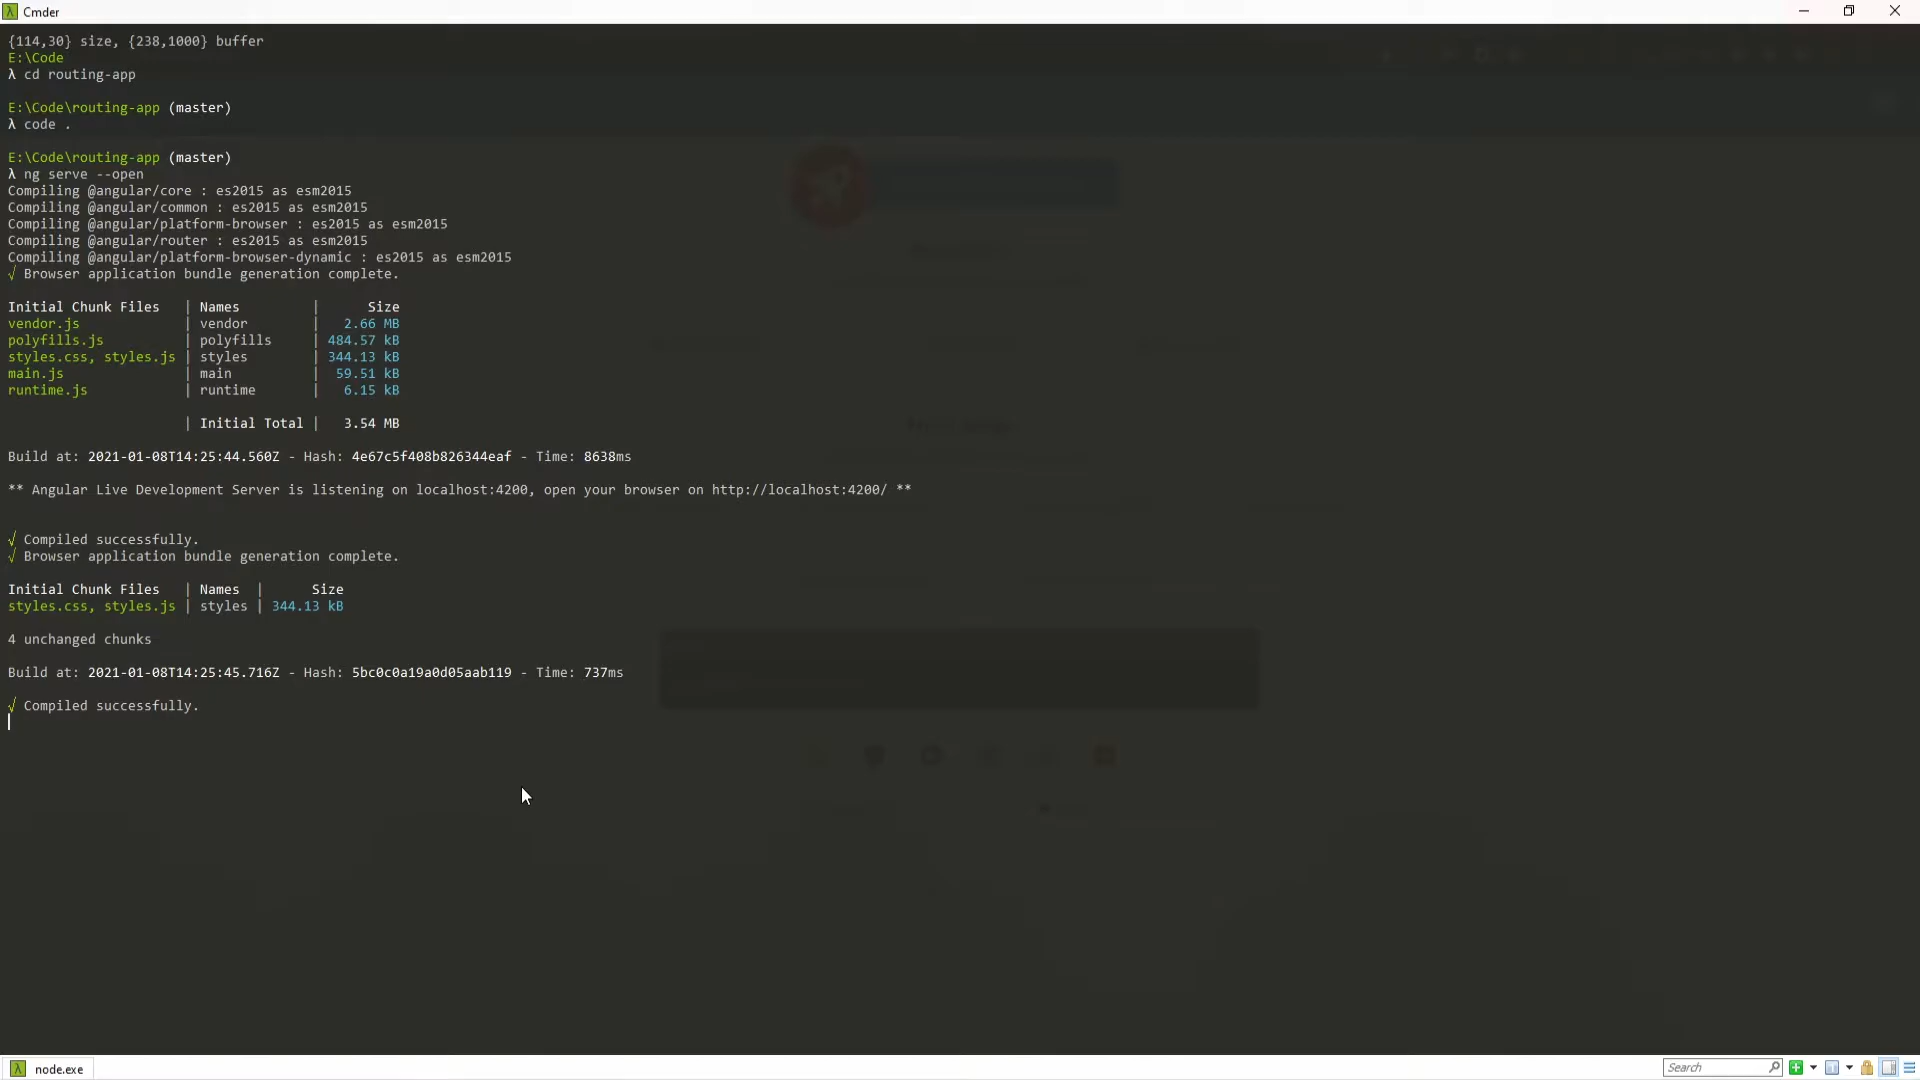 Cmder
{114,30} size, {238,1000} buffer
E:\Code
λ cd routing-app
E:\Code\routing-app (master)
λ code .
E:\Code\routing-app (master)
λ ng serve --open
Compiling @angular/core : es2015 as esm2015
Compiling @angular/common : es2015 as esm2015
Compiling @angular/platform-browser : es2015 as esm2015
Compiling @angular/router : es2015 as esm2015
Compiling @angular/platform-browser-dynamic : es2015 as esm2015
√ Browser application bundle generation complete.
Initial Chunk Files | Names | Size
vendor.js | vendor | 2.66 MB
polyfills.js | polyfills | 484.57 kB
styles.css, styles.js | styles | 344.13 kB
main.js | main | 59.51 kB
runtime.js | runtime | 6.15 kB
| Initial Total | 3.54 MB
Build at: 2021-01-08T14:25:44.560Z - Hash: 4e67c5f408b826344eaf - Time: 8638ms
** Angular Live Development Server is listening on localhost:4200, open your browser on http://localhost:4200/ **
√ Compiled successfully.
√ Browser application bundle generation complete.
Initial Chunk Files | Names | Size
styles.css, styles.js | styles | 344.13 kB
4 unchanged chunks
Build at: 2021-01-08T14:25:45.716Z - Hash: 5bc0c0a19a0d05aab119 - Time: 737ms
√ Compiled successfully.
node.exe
Search